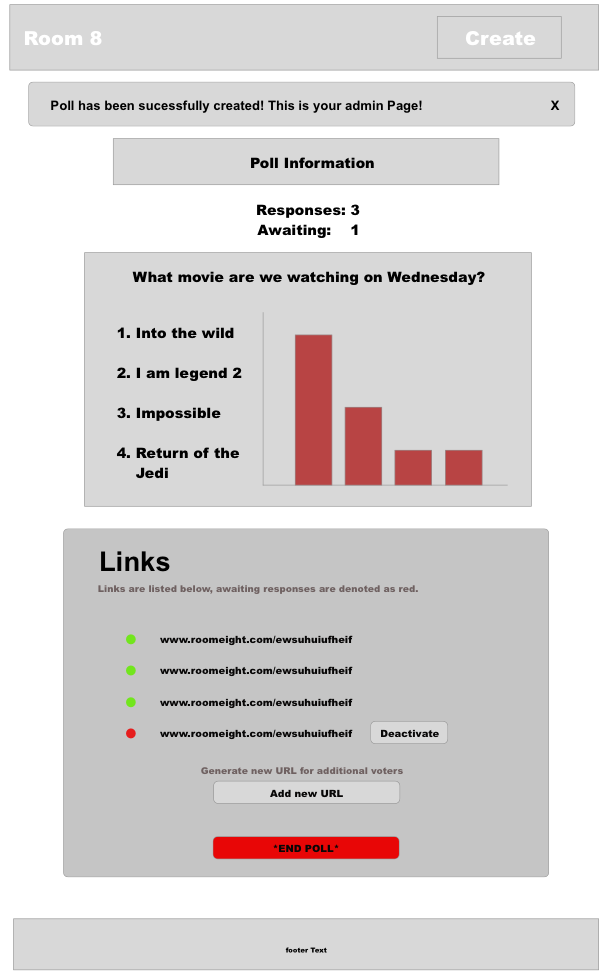 Room 8
Create
Poll has been sucessfully created! This is your admin Page!
X
Poll Information
Responses: 3
Awaiting: 1
What movie are we watching on Wednesday?
1. Into the wild
2. I am legend 2
3. Impossible
4. Return of the
Jedi
Links
Links are listed below, awaiting responses are denoted as red.
www.roomeight.com/ewsuhuiufheif
www.roomeight.com/ewsuhuiufheif
www.roomeight.com/ewsuhuiufheif
www.roomeight.com/ewsuhuiufheif
Deactivate
Generate new URL for additional voters
Add new URL
*END POLL*
footer Text